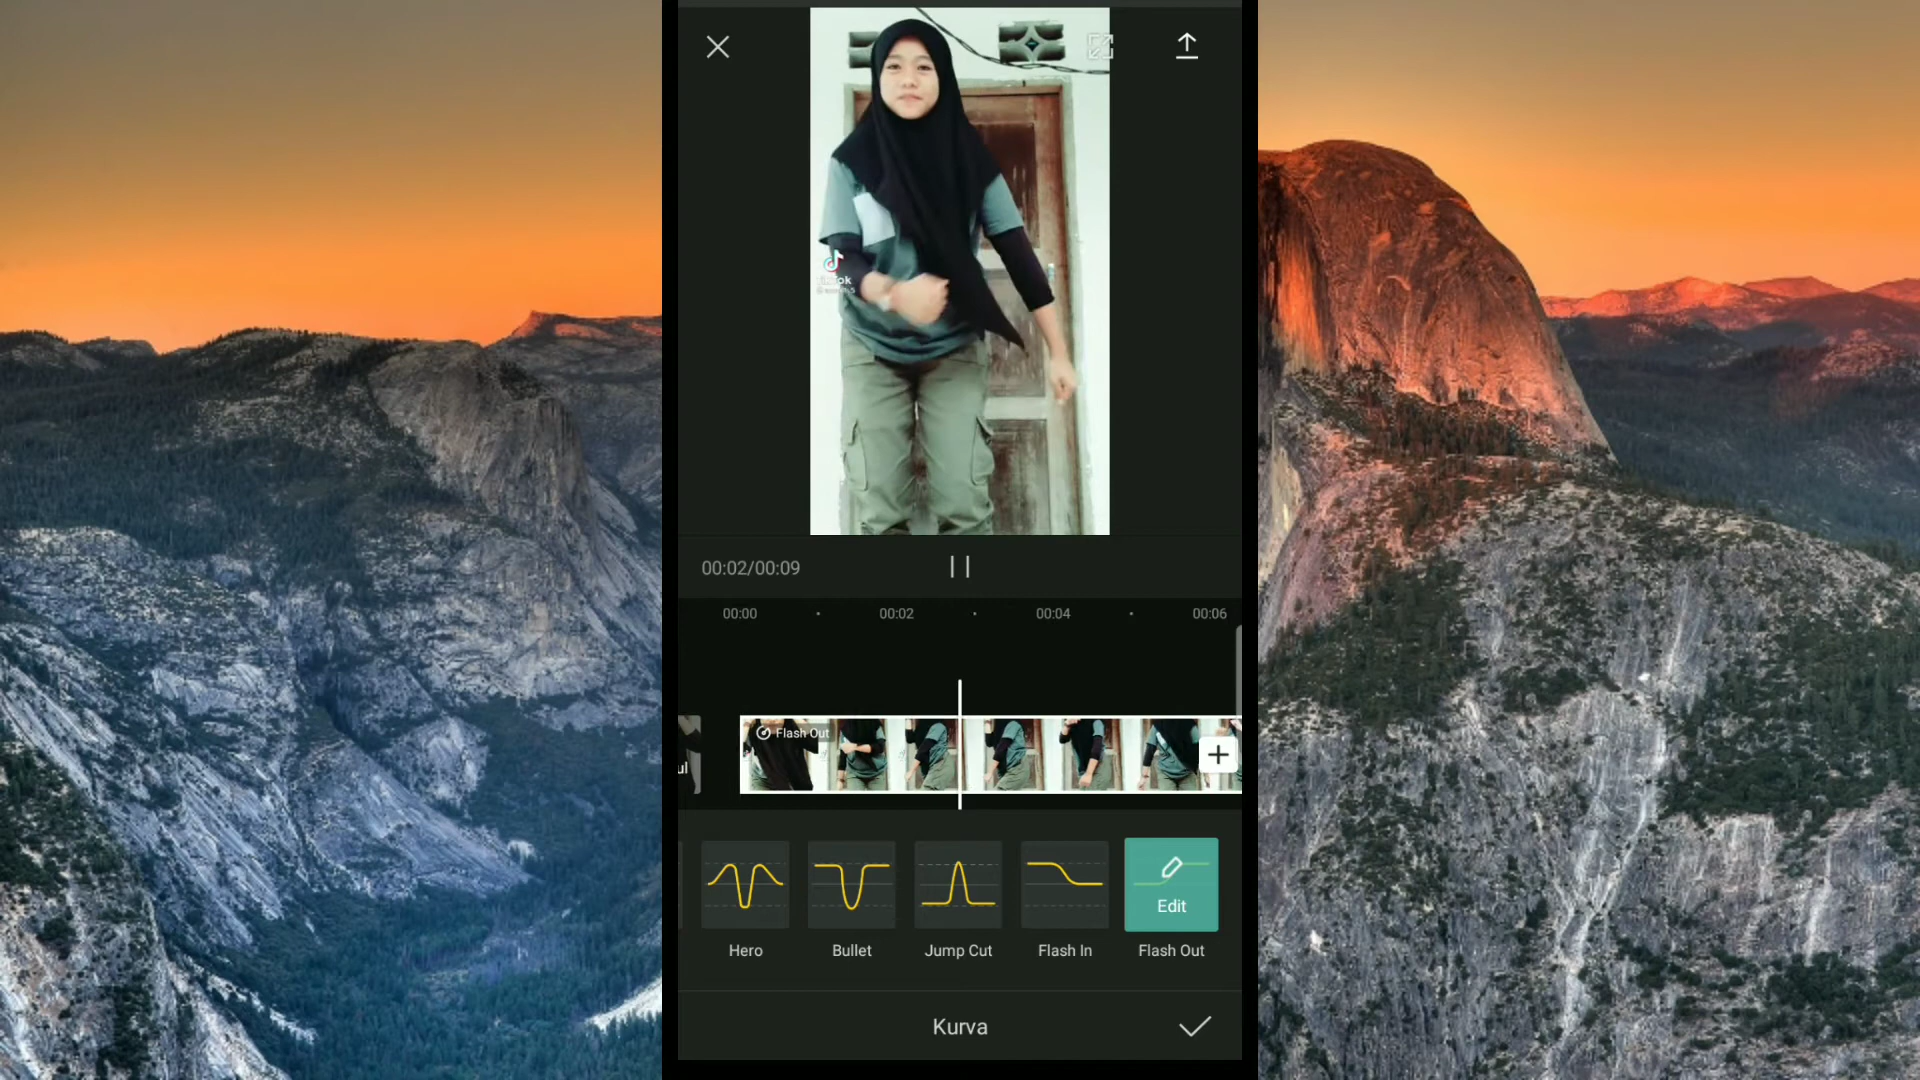 00:02/00:09
00:00
00:02
00:04
00:06
Flash Out
ul
Edit
Hero
Bullet
Jump Cut
Flash In
Flash Out
Kurva